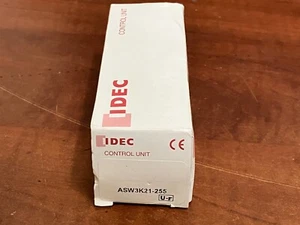 CONTROL UNIT
IDEC
IDEC
CE
CONTROL UNIT
ASW3K21-255
U-F